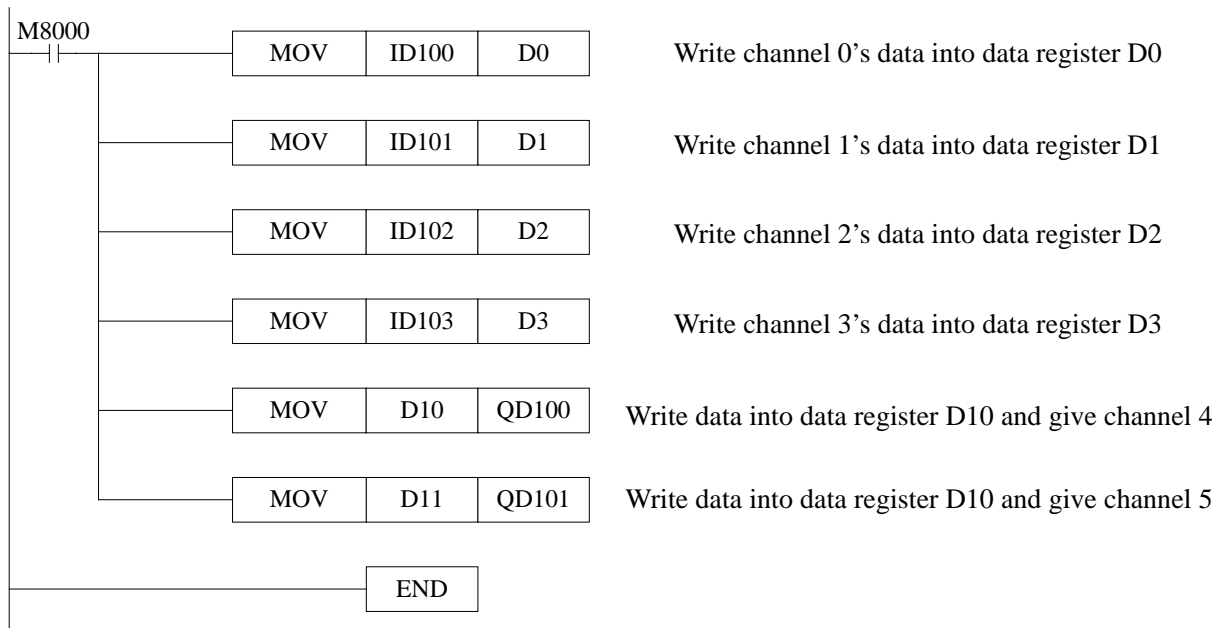 M8000
MOV ID100 D0 Write channel 0’s data into data register D0
MOV ID101 D1 Write channel 1’s data into data register D1
MOV ID102 D2 Write channel 2’s data into data register D2
MOV ID103 D3 Write channel 3’s data into data register D3
MOV D10 QD100 Write data into data register D10 and give channel 4
MOV D11 QD101 Write data into data register D10 and give channel 5
END